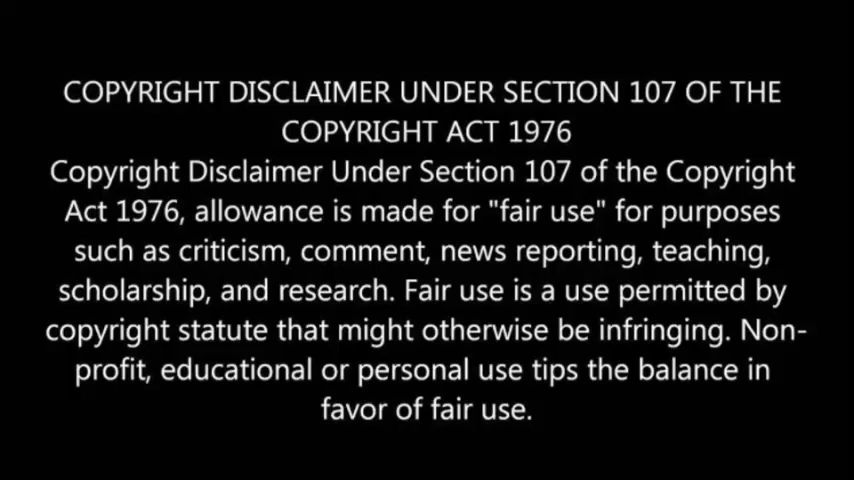 COPYRIGHT DISCLAIMER UNDER SECTION 107 OF THE
COPYRIGHT ACT 1976
Copyright Disclaimer Under Section 107 of the Copyright
Act 1976, allowance is made for "fair use" for purposes
such as criticism, comment, news reporting, teaching,
scholarship, and research. Fair use is a use permitted by
copyright statute that might otherwise be infringing. Non-
profit, educational or personal use tips the balance in
favor of fair use.